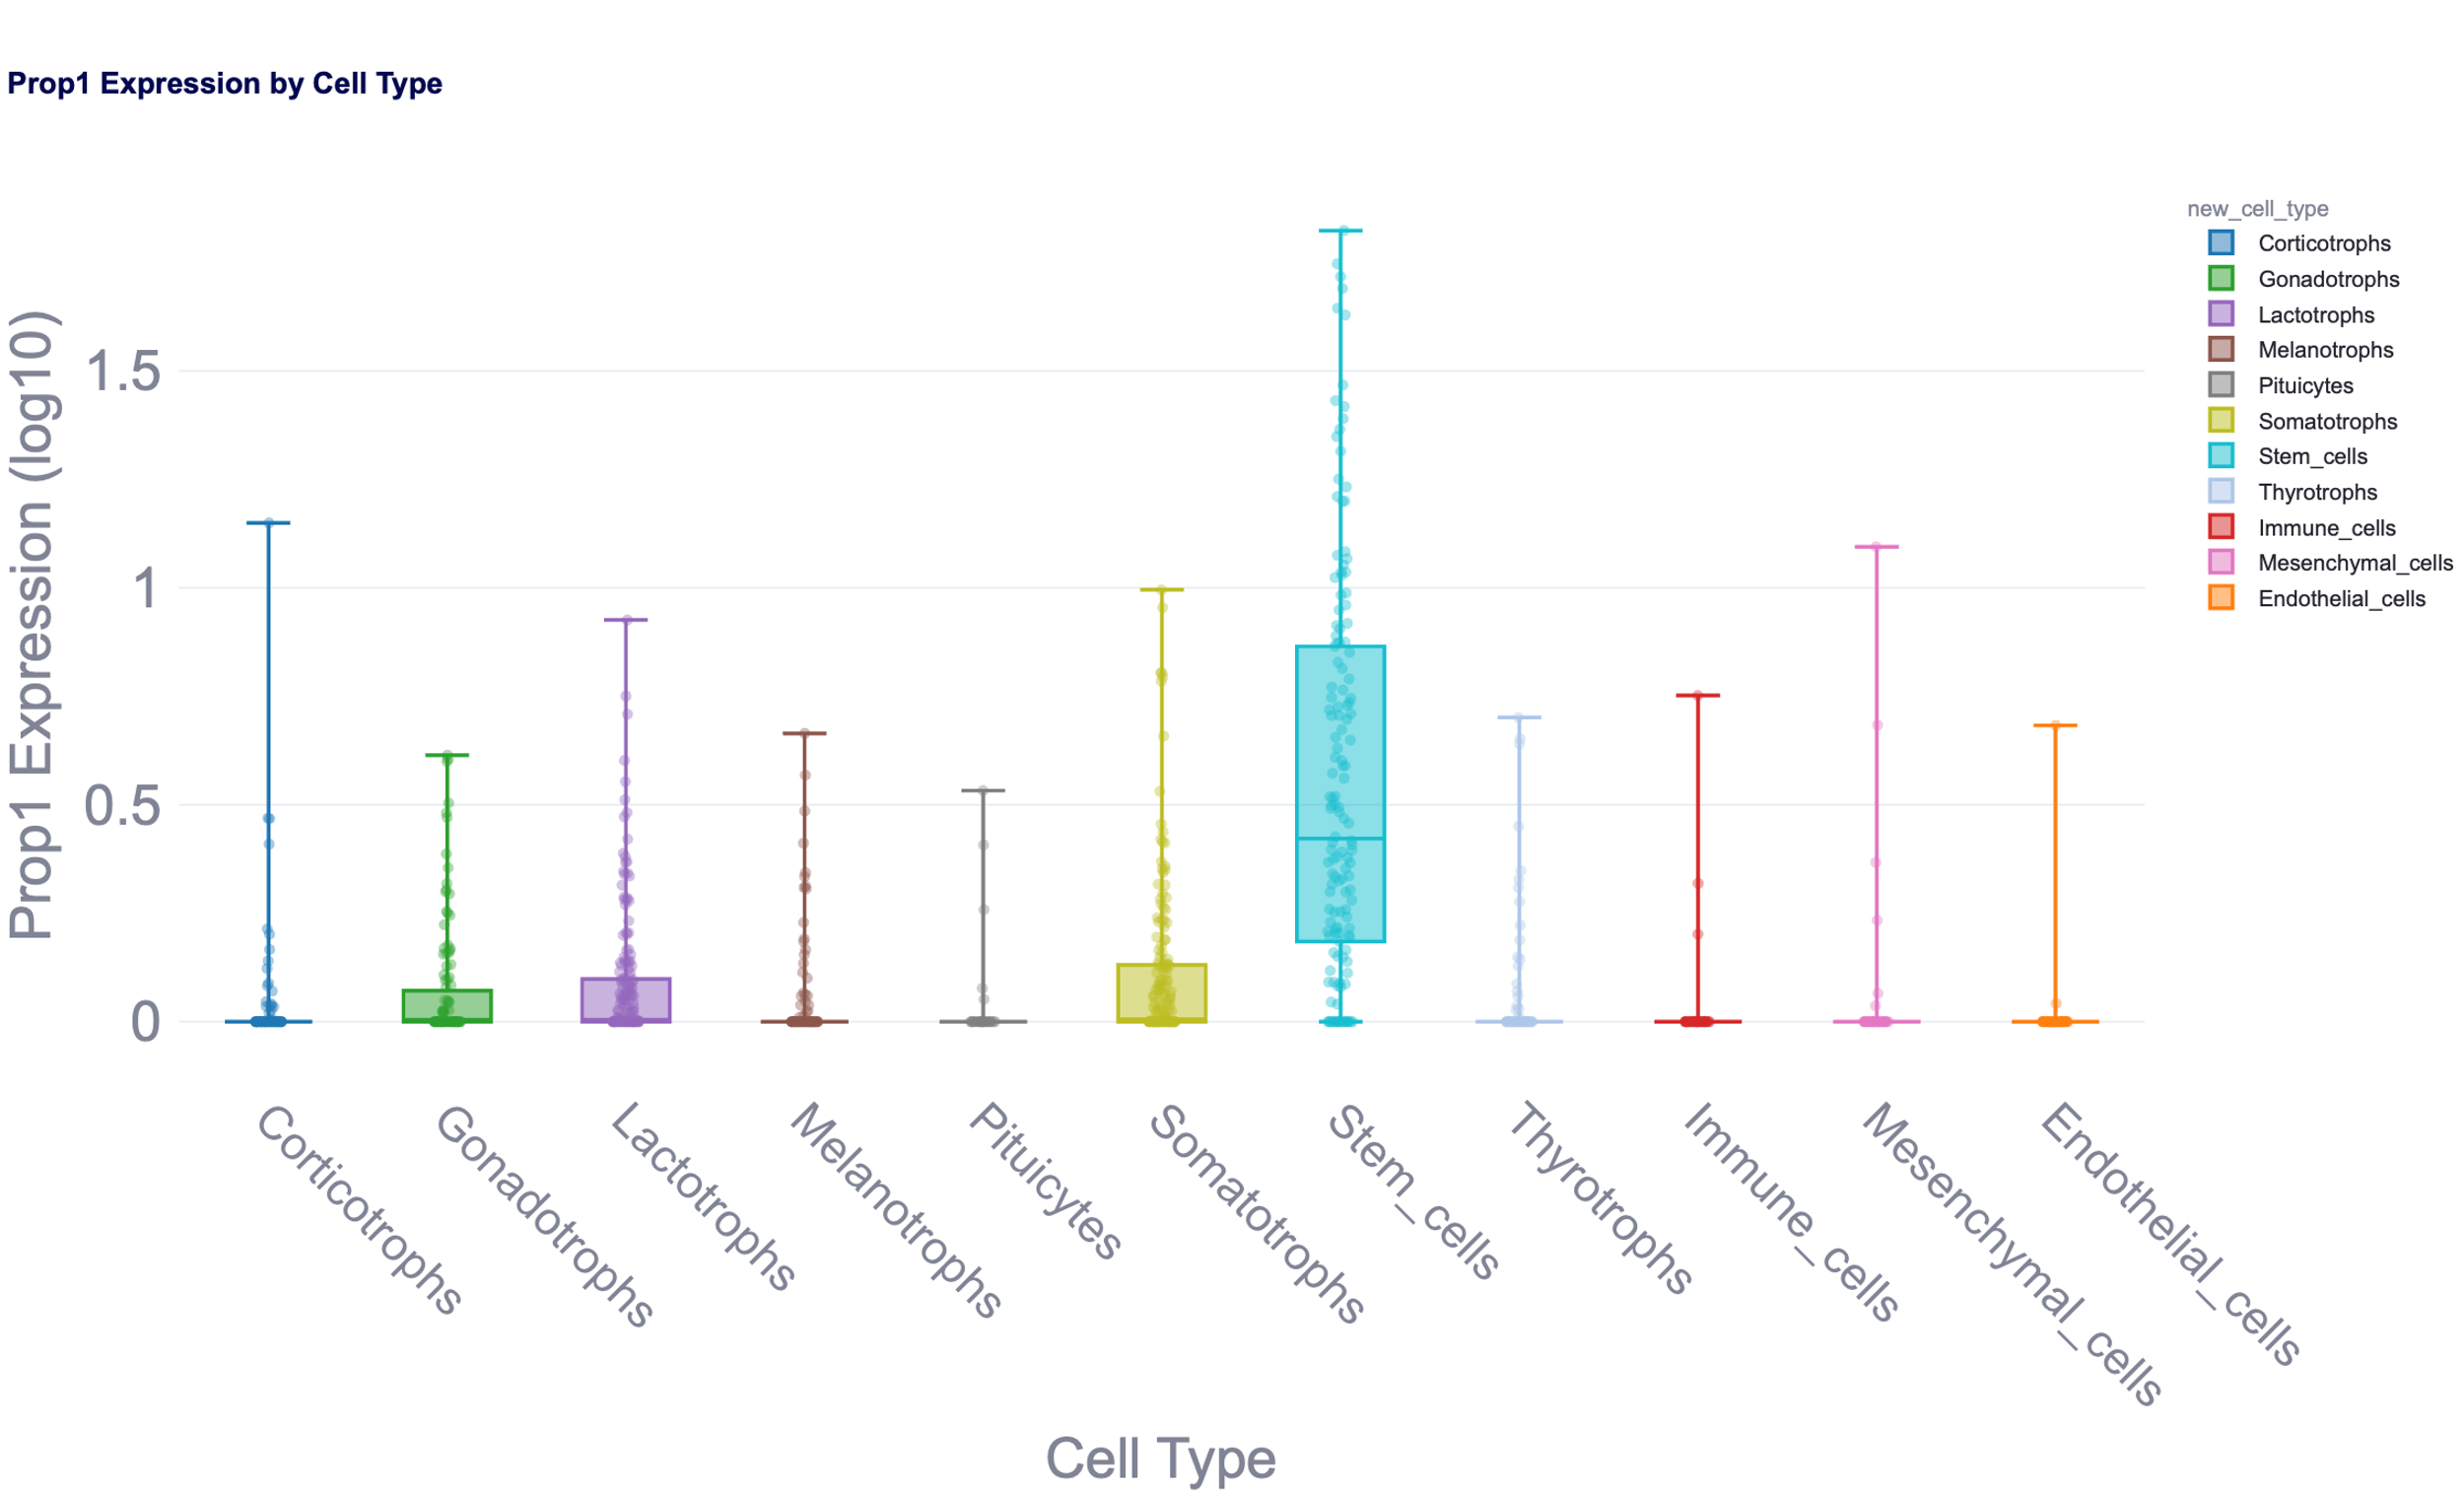 Prop1 Expression by Cell Type
Prop1 Expression (log10)
1.5
1
0.5
0
Corticotrophs
Gonadotrophs
Lactotrophs
Melanotrophs
Pituicytes
Somatotrophs
Stem_cells
Thyrotrophs
Immune_cells
Mesenchymal_cells
Endothelial_cells
Cell Type
new_cell_type
Corticotrophs
Gonadotrophs
Lactotrophs
Melanotrophs
Pituicytes
Somatotrophs
Stem_cells
Thyrotrophs
Immune_cells
Mesenchymal_cells
Endothelial_cells